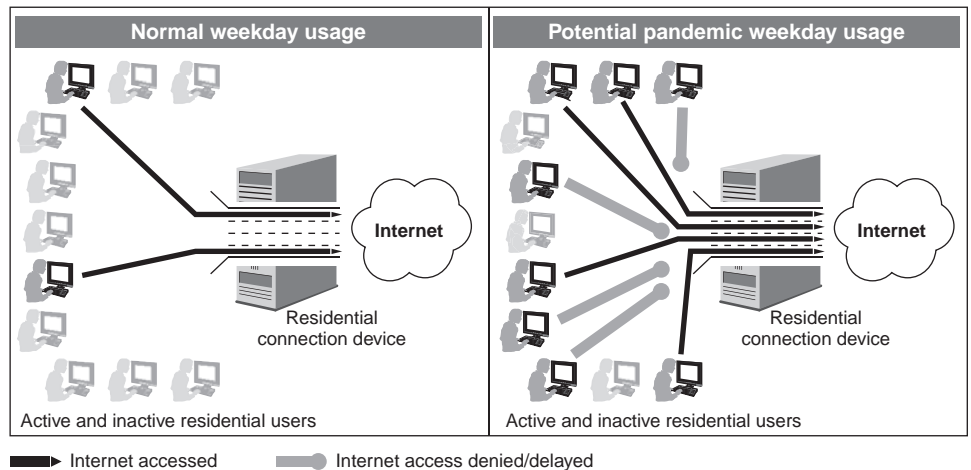 Normal weekday usage
Internet
Residential
connection device
Active and inactive residential users
Potential pandemic weekday usage
Internet
Residential
connection device
Active and inactive residential users
Internet accessed
Internet access denied/delayed